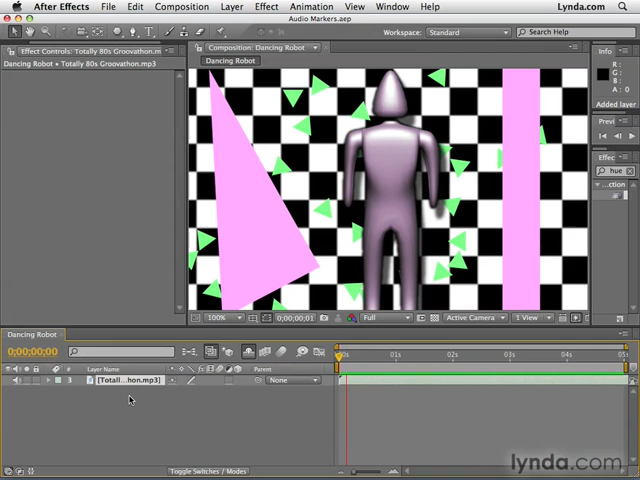 After Effects File Edit Composition Layer Effect Animation View Window Help Lynda.com
Audio Markers.aep
Workspace: Standard Search Help
Effect Controls: Totally 80s Groovathon.m
Composition: Dancing Robot
Info
Dancing Robot • Totally 80s Groovathon.mp3
Dancing Robot
R :
G :
B :
A : 0
Added layer
Previ
Effec
hue
...ction
100% 0;00;00;01 Full Active Camera 1 View
Dancing Robot
0;00;00;00
00s 01s 02s 03s 04s 05s
# Layer Name Parent
3 [Totall...hon.mp3] None
Toggle Switches / Modes
lynda.com